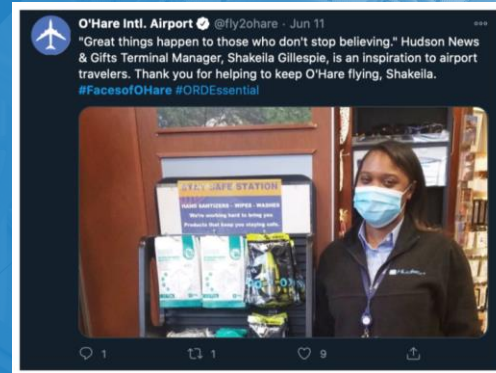 O'Hare Intl. Airport @fly2ohare · Jun 11
"Great things happen to those who don't stop believing." Hudson News
& Gifts Terminal Manager, Shakeila Gillespie, is an inspiration to airport
travelers. Thank you for helping to keep O'Hare flying, Shakeila.
#FacesofOHare #ORDEssential
STAY SAFE STATION
HAND SANITIZERS - WIPES - MASKS
We're working hard to bring you
Products that keep you staying safe.
1 1 9